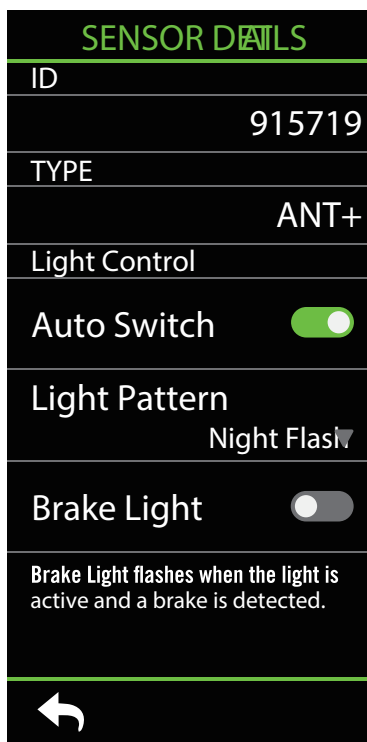 SENSOR DETAILS
ID
915719
TYPE
ANT+
Light Control
Auto Switch
Light Pattern
Night Flash
Brake Light
Brake Light flashes when the light is
active and a brake is detected.